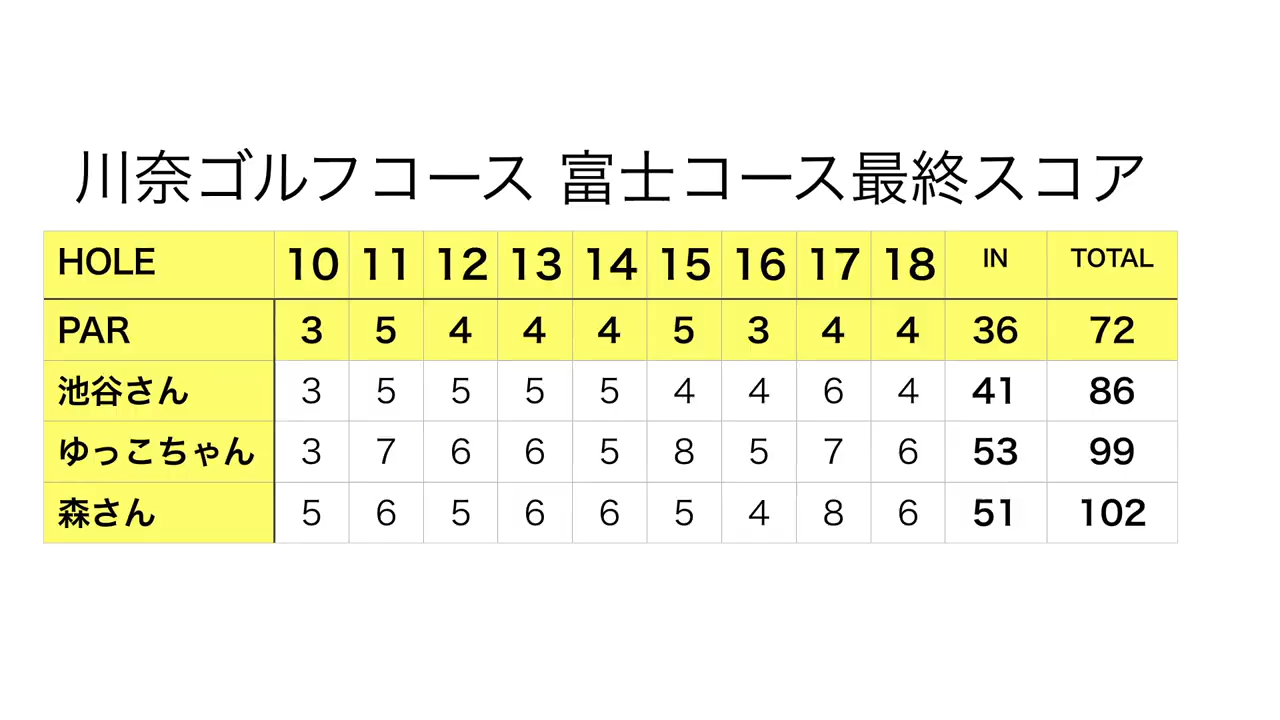 川奈ゴルフコース 富士コース最終スコア
HOLE 10 11 12 13 14 15 16 17 18 IN TOTAL
PAR 3 5 4 4 4 5 3 4 4 36 72
池谷さん 3 5 5 5 5 4 4 6 4 41 86
ゆっこちゃん 3 7 6 6 5 8 5 7 6 53 99
森さん 5 6 5 6 6 5 4 8 6 51 102